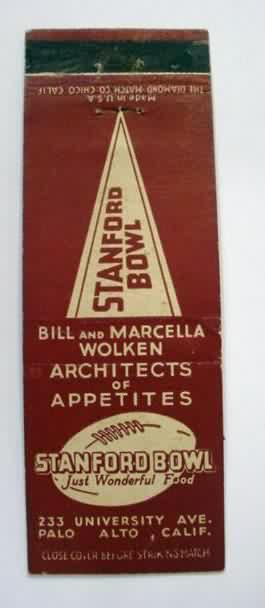 THE DIAMOND MATCH CO. CHICO, CALIF.
Made in U.S.A.
STANFORD
BOWL
BILL AND MARCELLA
WOLKEN
ARCHITECTS
OF
APPETITES
STANFORD BOWL
Just Wonderful Food
233 UNIVERSITY AVE.
PALO ALTO, CALIF.
CLOSE COVER BEFORE STRIKING MATCH